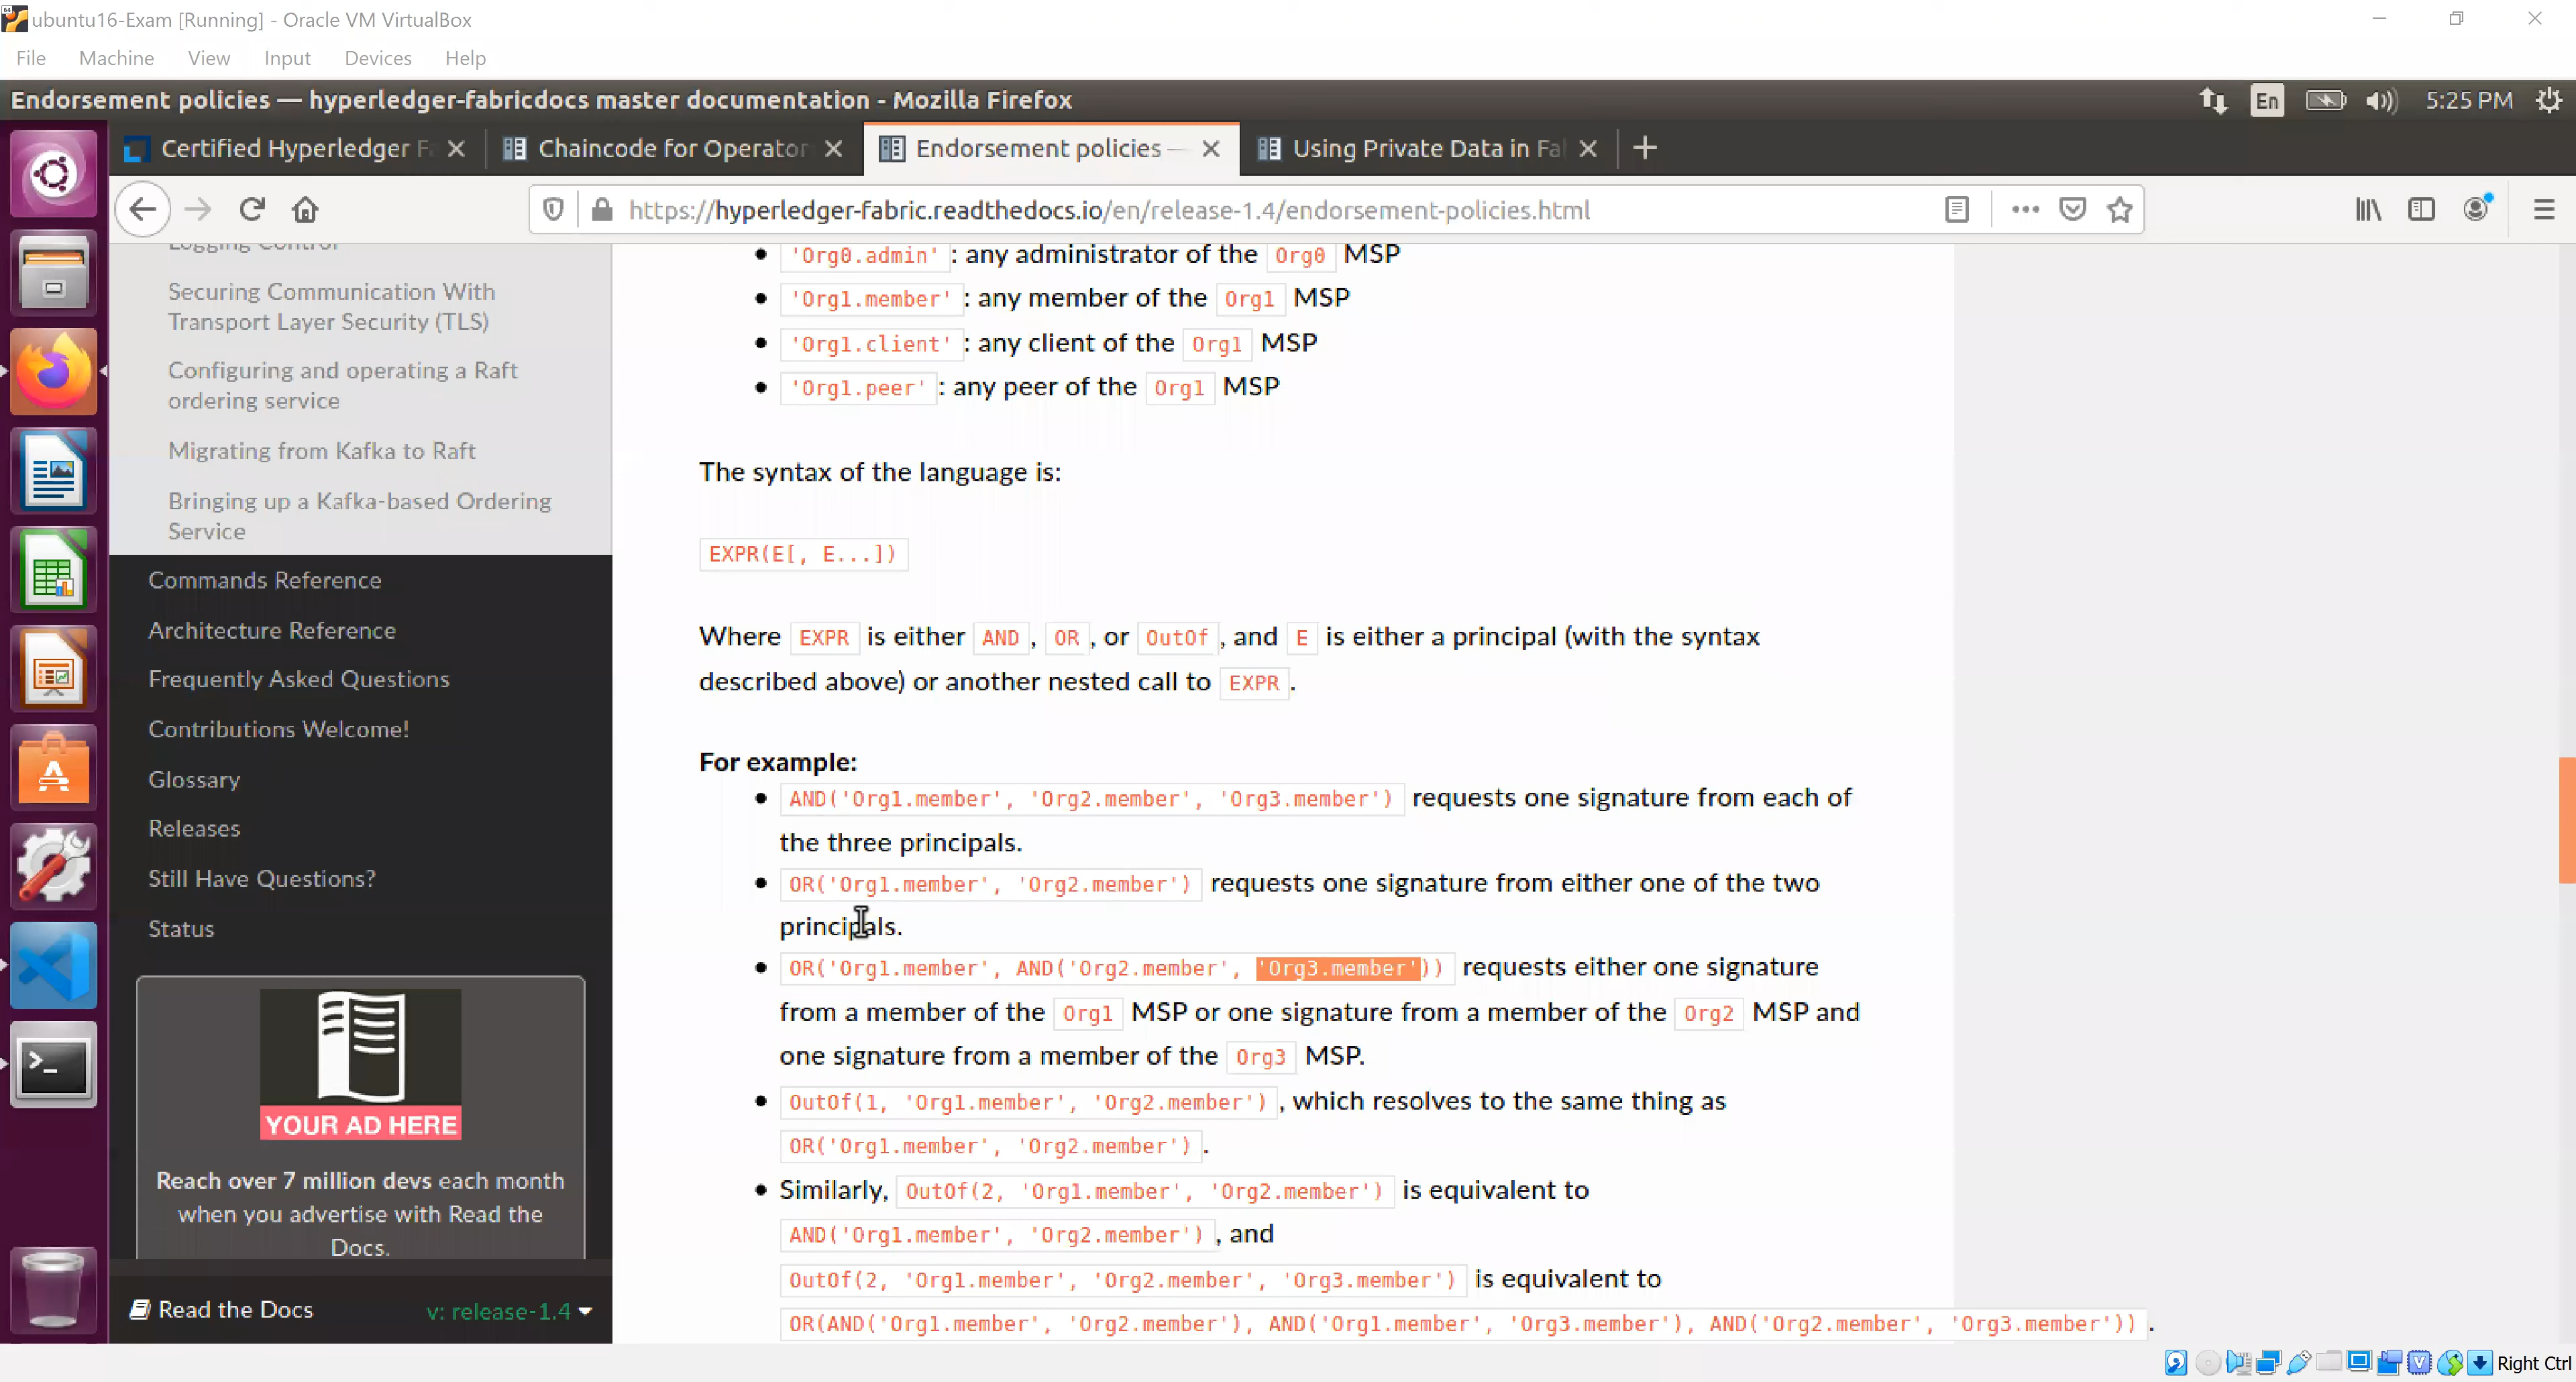 ubuntu16-Exam [Running] - Oracle VM VirtualBox
File Machine View Input Devices Help
Endorsement policies — hyperledger-fabricdocs master documentation - Mozilla Firefox
En 5:25 PM
Certified Hyperledger Fa
Chaincode for Operator
Endorsement policies —
Using Private Data in Fa
https://hyperledger-fabric.readthedocs.io/en/release-1.4/endorsement-policies.html
Logging Control
Securing Communication With
Transport Layer Security (TLS)
Configuring and operating a Raft
ordering service
Migrating from Kafka to Raft
Bringing up a Kafka-based Ordering
Service
Commands Reference
Architecture Reference
Frequently Asked Questions
Contributions Welcome!
Glossary
Releases
Still Have Questions?
Status
YOUR AD HERE
Reach over 7 million devs each month
when you advertise with Read the
Docs.
Read the Docs v: release-1.4
'Org0.admin' : any administrator of the Org0 MSP
'Org1.member' : any member of the Org1 MSP
'Org1.client' : any client of the Org1 MSP
'Org1.peer' : any peer of the Org1 MSP
The syntax of the language is:
EXPR(E[, E...])
Where EXPR is either AND , OR , or OutOf , and E is either a principal (with the syntax
described above) or another nested call to EXPR .
For example:
AND('Org1.member', 'Org2.member', 'Org3.member') requests one signature from each of
the three principals.
OR('Org1.member', 'Org2.member') requests one signature from either one of the two
principals.
OR('Org1.member', AND('Org2.member', 'Org3.member')) requests either one signature
from a member of the Org1 MSP or one signature from a member of the Org2 MSP and
one signature from a member of the Org3 MSP.
OutOf(1, 'Org1.member', 'Org2.member') , which resolves to the same thing as
OR('Org1.member', 'Org2.member') .
Similarly, OutOf(2, 'Org1.member', 'Org2.member') is equivalent to
AND('Org1.member', 'Org2.member') , and
OutOf(2, 'Org1.member', 'Org2.member', 'Org3.member') is equivalent to
OR(AND('Org1.member', 'Org2.member'), AND('Org1.member', 'Org3.member'), AND('Org2.member', 'Org3.member')) .
Right Ctrl